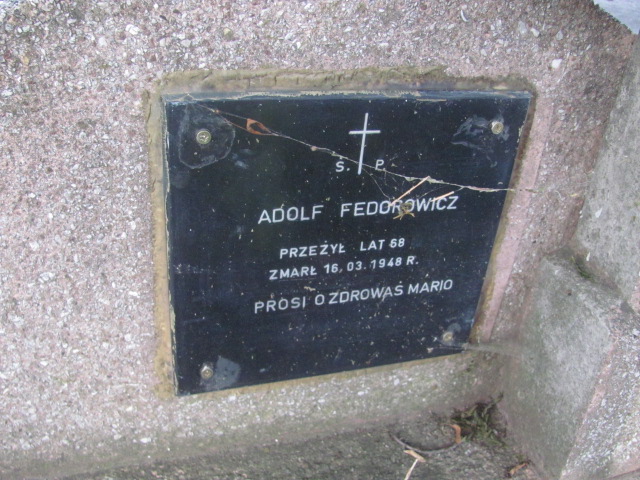 S. P.
ADOLF FEDOROWICZ
PRZEŻYŁ LAT 68
ZMARŁ 16.03.1948 R.
PROSI O ZDROWAŚ MARIO